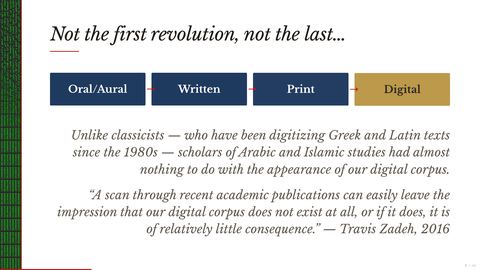 Not the first revolution, not the last...
Oral/Aural
Written
Print
Digital
Unlike classicists — who have been digitizing Greek and Latin texts
since the 1980s — scholars of Arabic and Islamic studies had almost
nothing to do with the appearance of our digital corpus.
“A scan through recent academic publications can easily leave the
impression that our digital corpus does not exist at all, or if it does, it is
of relatively little consequence.” — Travis Zadeh, 2016